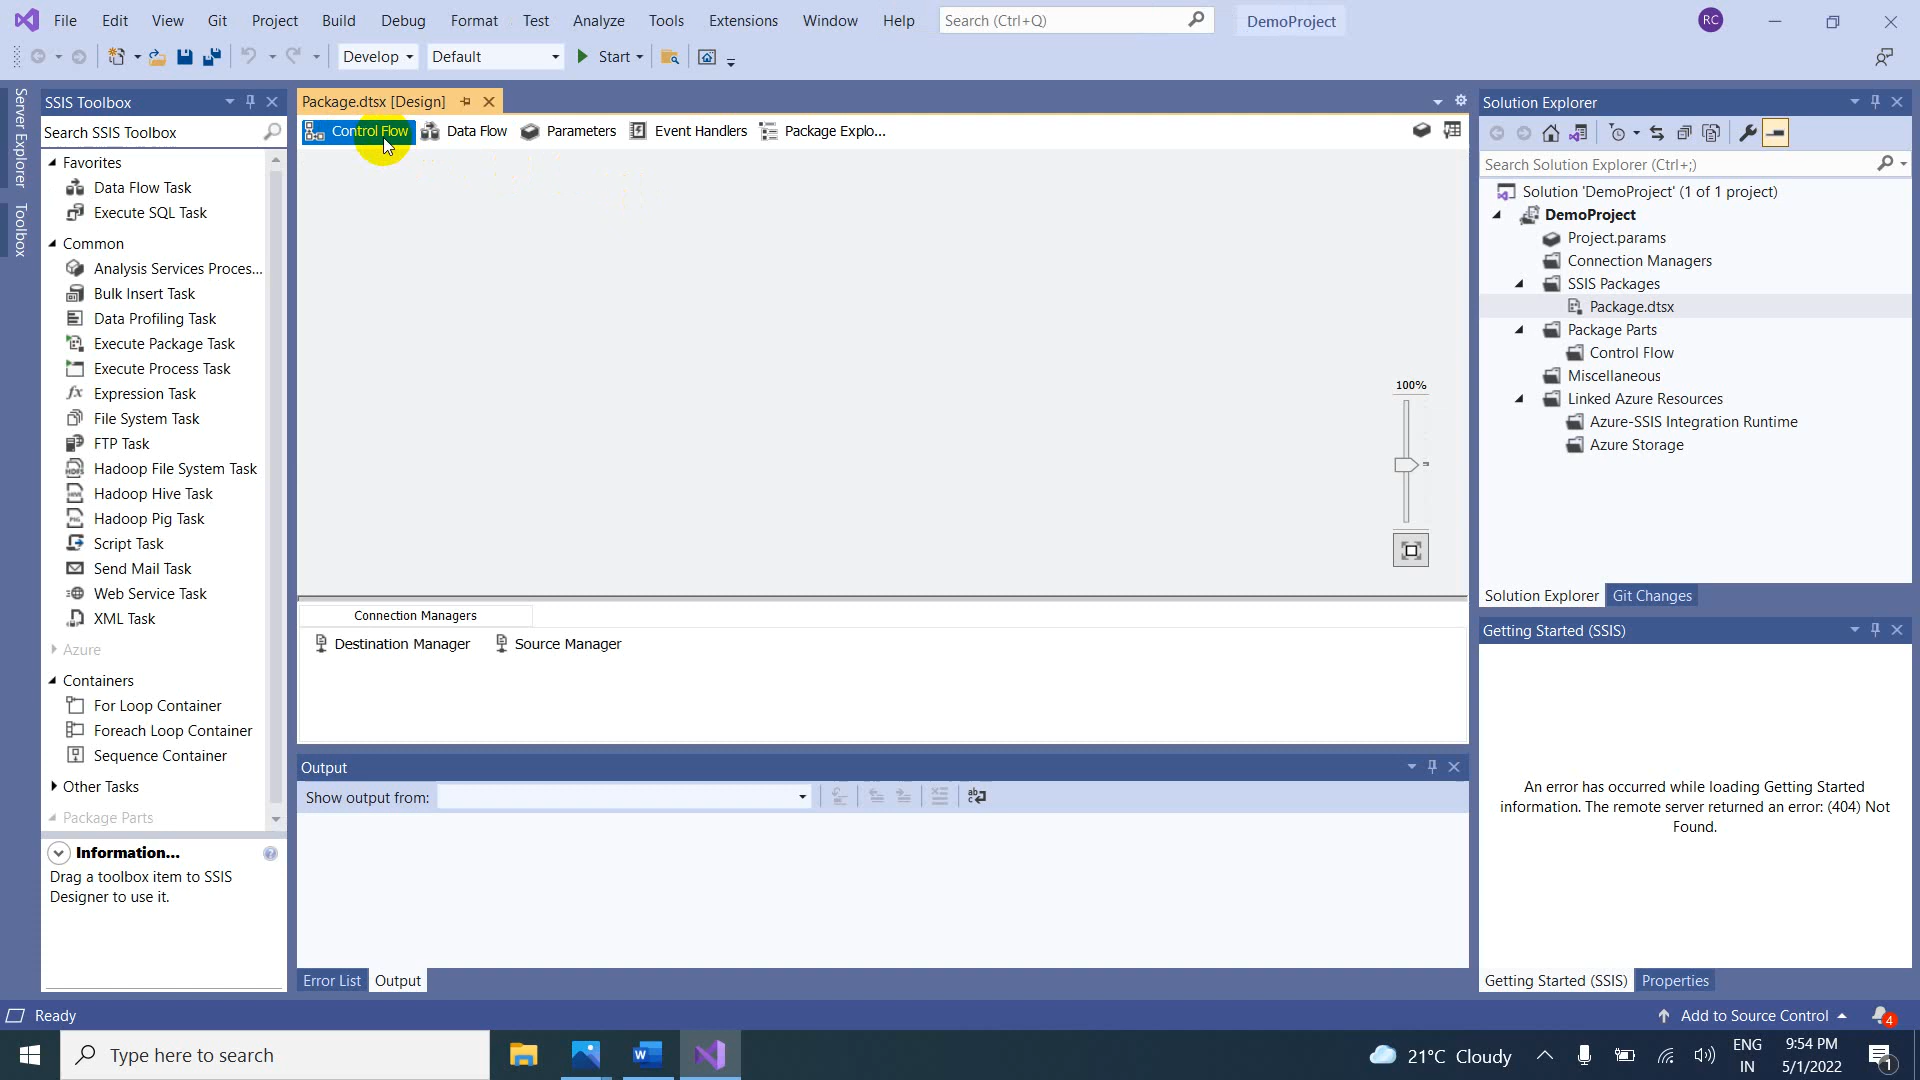 File Edit View Git Project Build Debug Format Test Analyze Tools Extensions Window Help Search (Ctrl+Q) DemoProject RC
Develop Default Start
Server Explorer
Toolbox
SSIS Toolbox
Search SSIS Toolbox
Favorites
Data Flow Task
Execute SQL Task
Common
Analysis Services Proces...
Bulk Insert Task
Data Profiling Task
Execute Package Task
Execute Process Task
Expression Task
File System Task
FTP Task
Hadoop File System Task
Hadoop Hive Task
Hadoop Pig Task
Script Task
Send Mail Task
Web Service Task
XML Task
Azure
Containers
For Loop Container
Foreach Loop Container
Sequence Container
Other Tasks
Package Parts
Information...
Drag a toolbox item to SSIS
Designer to use it.
Package.dtsx [Design]
Control Flow Data Flow Parameters Event Handlers Package Explo...
100%
Connection Managers
Destination Manager Source Manager
Output
Show output from:
Error List Output
Solution Explorer
Search Solution Explorer (Ctrl+;)
Solution 'DemoProject' (1 of 1 project)
DemoProject
Project.params
Connection Managers
SSIS Packages
Package.dtsx
Package Parts
Control Flow
Miscellaneous
Linked Azure Resources
Azure-SSIS Integration Runtime
Azure Storage
Solution Explorer Git Changes
Getting Started (SSIS)
An error has occurred while loading Getting Started
information. The remote server returned an error: (404) Not
Found.
Getting Started (SSIS) Properties
Ready Add to Source Control 4
Type here to search 21°C Cloudy
ENG
IN
9:54 PM
5/1/2022
1